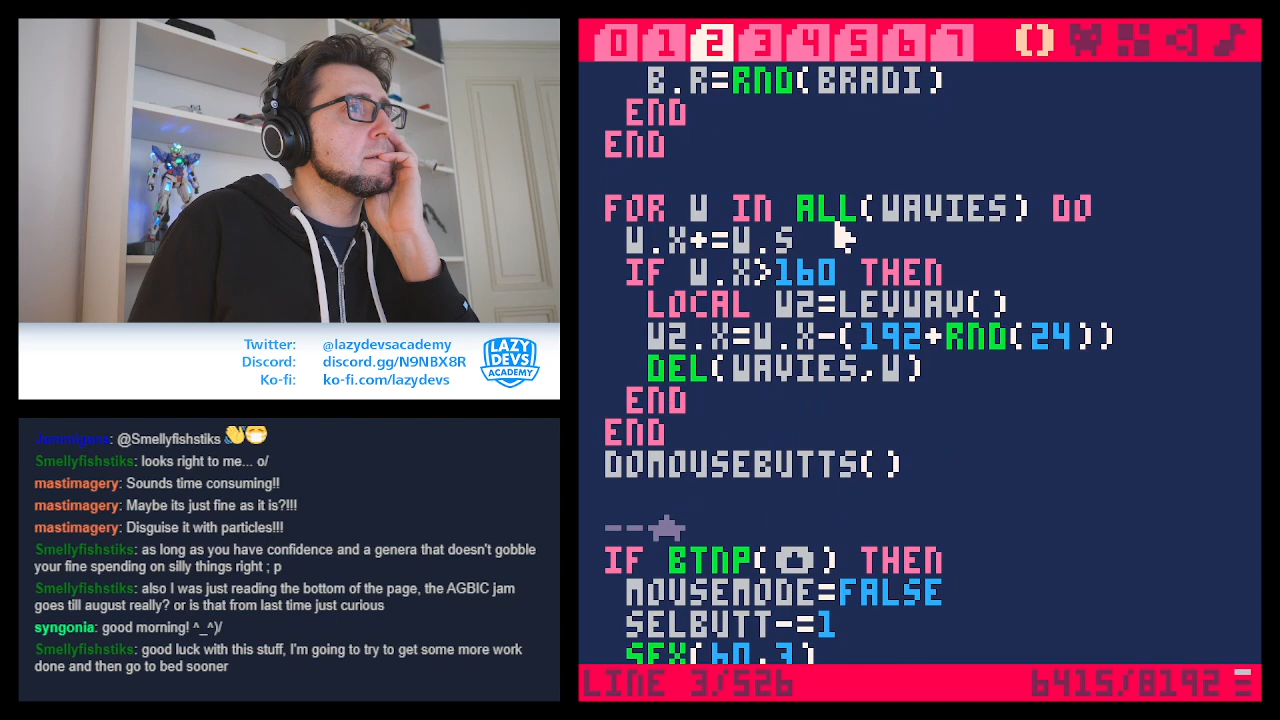 Twitter: @lazydevsacademy
Discord: discord.gg/N9NBX8R
Ko-fi: ko-fi.com/lazydevs
LAZY
DEVS
ACADEMY
@Smellyfishstiks
Smellyfishstiks: looks right to me... o/
mastimagery: Sounds time consuming!!
mastimagery: Maybe its just fine as it is?!!!
mastimagery: Disguise it with particles!!!
Smellyfishstiks: as long as you have confidence and a genera that doesn't gobble
your fine spending on silly things right ; p
Smellyfishstiks: also I was just reading the bottom of the page, the AGBIC jam
goes till august really? or is that from last time just curious
syngonia: good morning! ^_^)/
Smellyfishstiks: good luck with this stuff, I'm going to try to get some more work
done and then go to bed sooner
0 1 2 3 4 5 6 7 ()
B.R=RND(BRADI)
END
END
FOR W IN ALL(WAVIES) DO
W.X+=W.S
IF W.X>160 THEN
LOCAL W2=LEVWAV()
W2.X=W.X-(192+RND(24))
DEL(WAVIES,W)
END
END
DOMOUSEBUTTS()
--
IF BTNP( ) THEN
MOUSEMODE=FALSE
SELBUTT-=1
SFX(60,3)
LINE 3/526 6415/8192